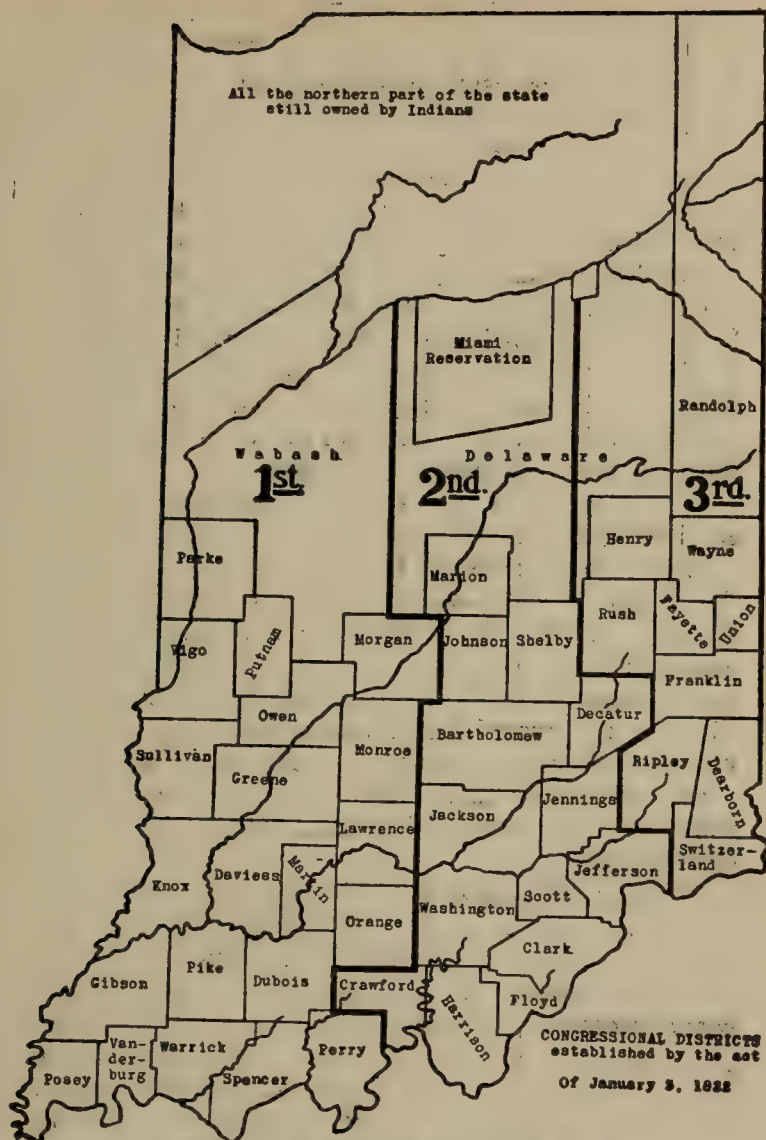 All the northern part of the state
still owned by Indians
Miami
Reservation
Randolph
Wabash
Delaware
1st.
2nd.
3rd.
Henry
Wayne
Parke
Marion
Rush
Fayette
Union
Vigo
Putnam
Morgan
Johnson
Shelby
Franklin
Owen
Decatur
Bartholomew
Monroe
Sullivan
Ripley
Dearborn
Greene
Jennings
Jackson
Lawrence
Switzer-
land
Knox
Daviess
Martin
Jefferson
Scott
Washington
Orange
Clark
Gibson
Pike
Dubois
Crawford
Floyd
Harrison
Van-
der-
burg
Warrick
Perry
Posey
Spencer
CONGRESSIONAL DISTRICTS
established by the act
Of January 3, 1822